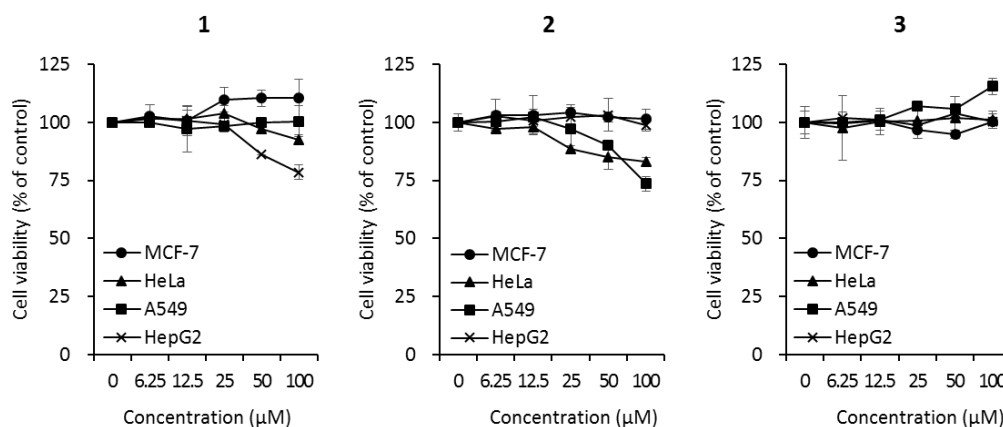 1
Cell viability (% of control)
125
100
75
50
25
0
MCF-7
HeLa
A549
HepG2
0 6.25 12.5 25 50 100
Concentration (µM)
2
Cell viability (% of control)
125
100
75
50
25
0
MCF-7
HeLa
A549
HepG2
0 6.25 12.5 25 50 100
Concentration (µM)
3
Cell viability (% of control)
125
100
75
50
25
0
MCF-7
HeLa
A549
HepG2
0 6.25 12.5 25 50 100
Concentration (µM)